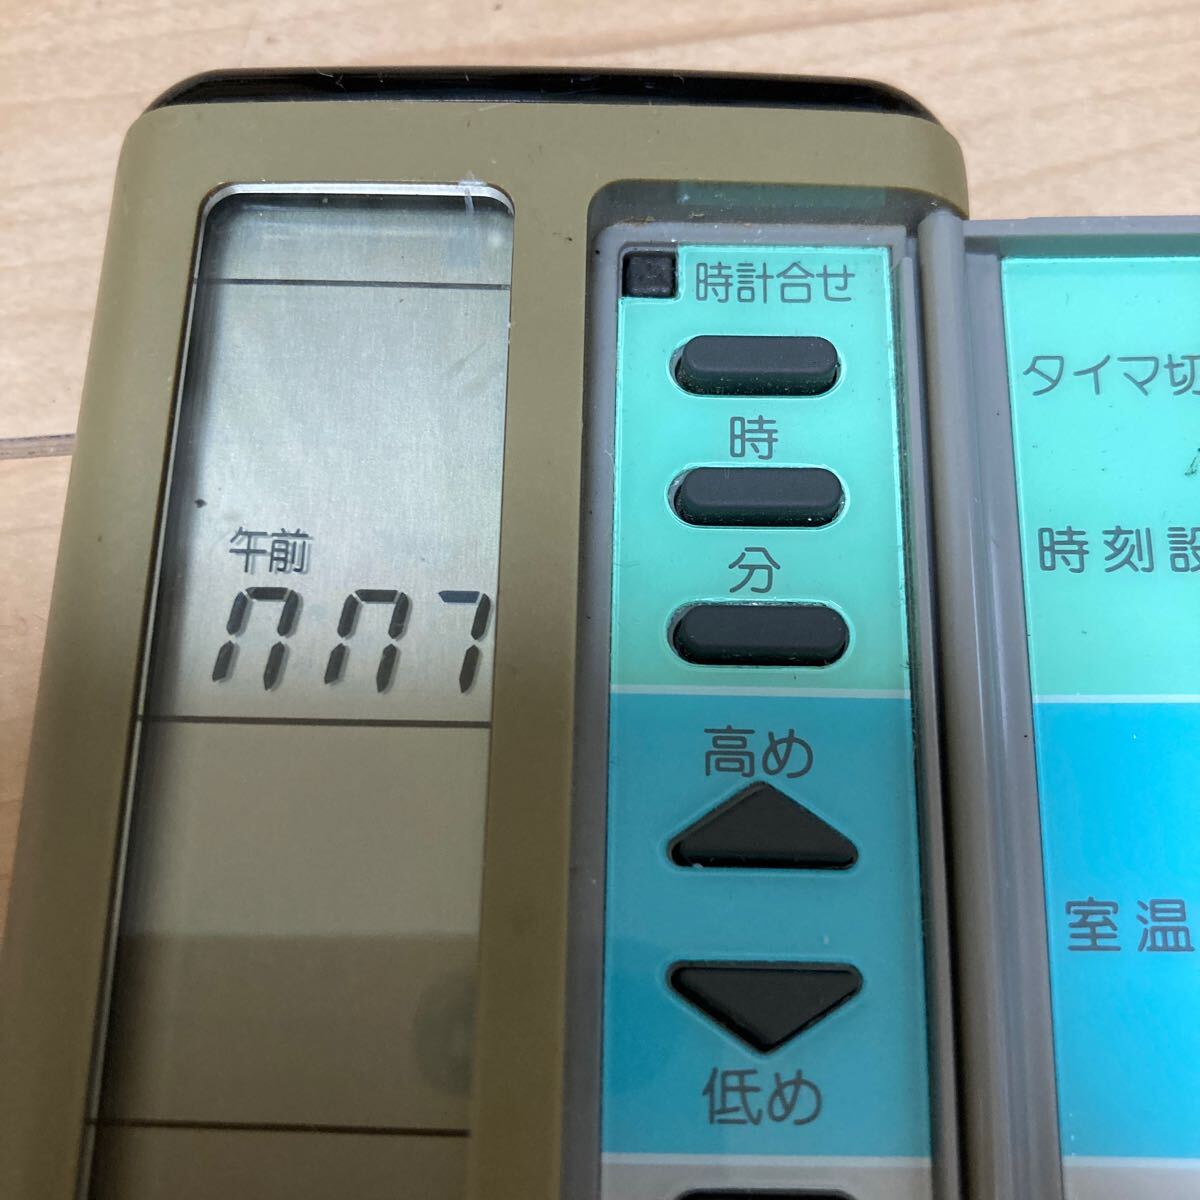 時計合せ
時
分
高め
低め
午前
タイマ切
時刻設
室温